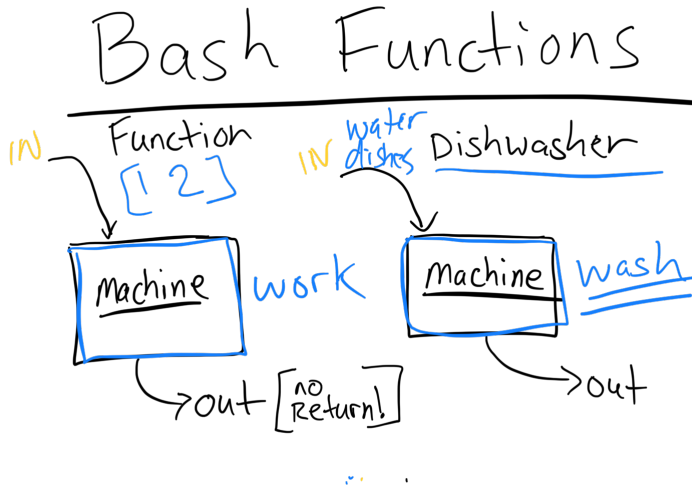 Bash Functions
IN
Function
[1 2]
Machine
work
out [no Return!]
IN
water
dishes
Dishwasher
Machine
wash
out